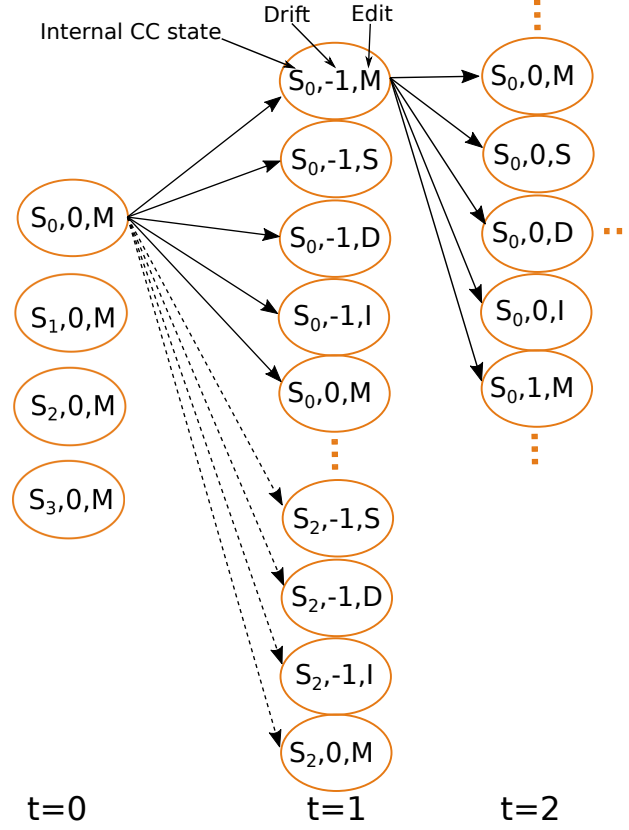 Drift Edit
Internal CC state
S₀,0,M
S₁,0,M
S₂,0,M
S₃,0,M
t=0
S₀,-1,M
S₀,-1,S
S₀,-1,D
S₀,-1,I
S₀,0,M
S₂,-1,S
S₂,-1,D
S₂,-1,I
S₂,0,M
t=1
S₀,0,M
S₀,0,S
S₀,0,D
S₀,0,I
S₀,1,M
t=2